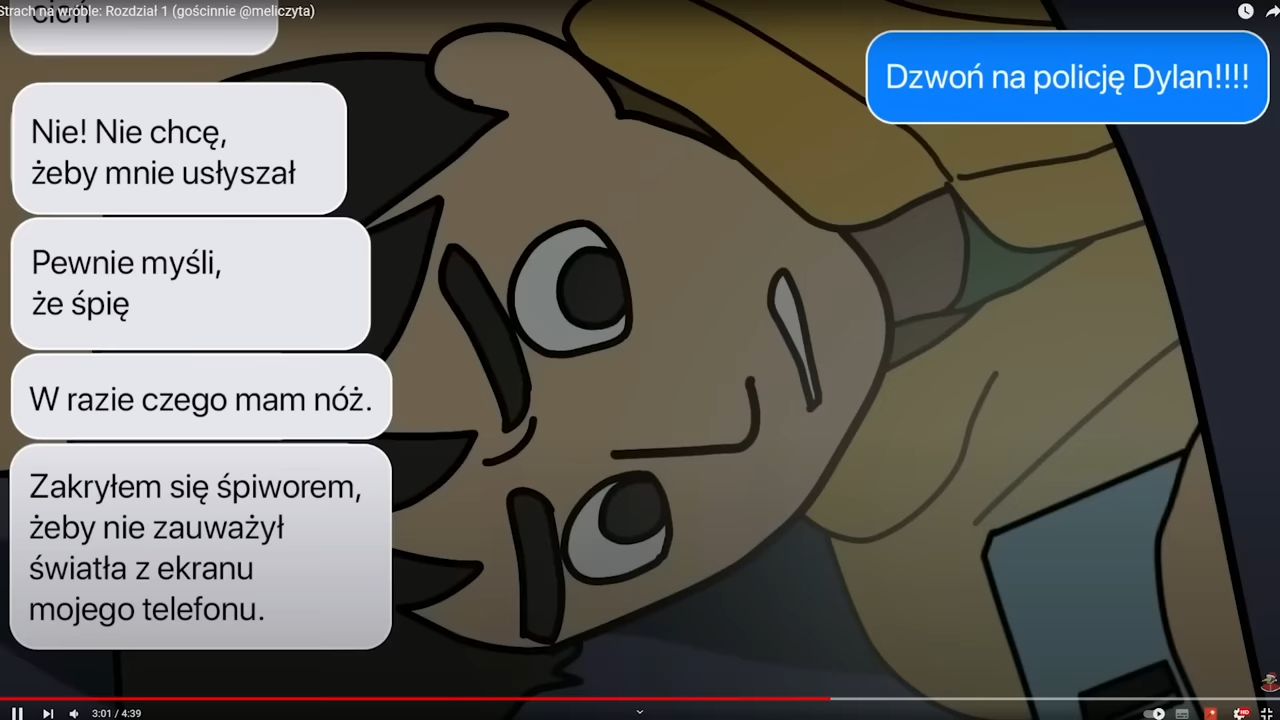 Strach na wróble: Rozdział 1 (gościnnie @meliczyta)
cień
Dzwoń na policję Dylan!!!!
Nie! Nie chcę,
żeby mnie usłyszał
Pewnie myśli,
że śpię
W razie czego mam nóż.
Zakryłem się śpiworem,
żeby nie zauważył
światła z ekranu
mojego telefonu.
3:01 / 4:39
HD